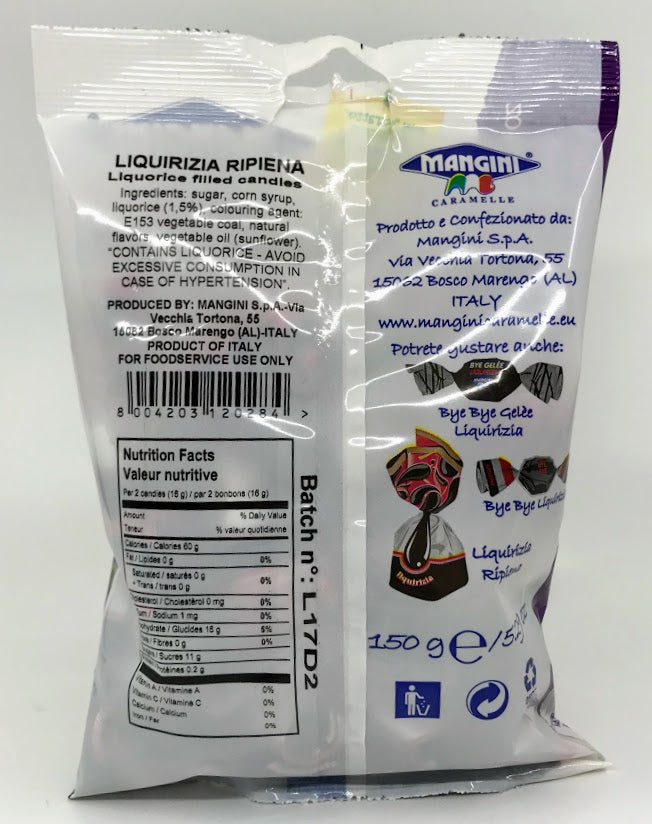 LIQUIRIZIA RIPIENA
Liquorice filled candies
Ingredients: sugar, corn syrup,
liquorice (1,5%), colouring agent:
E153 vegetable coal, natural
flavors, vegetable oil (sunflower).
"CONTAINS LIQUORICE - AVOID
EXCESSIVE CONSUMPTION IN
CASE OF HYPERTENSION".
PRODUCED BY: MANGINI S.p.A.-Via
Vecchia Tortona, 55
15062 Bosco Marengo (AL)-ITALY
PRODUCT OF ITALY
FOR FOODSERVICE USE ONLY
8 004203 120284 >
Nutrition Facts
Valeur nutritive
Per 2 candies (16 g) / par 2 bonbons (16 g)
Amount % Daily Value
Teneur % valeur quotidienne
Calories / Calories 60 g
Fat / Lipides 0 g 0%
Saturated / saturés 0 g
+ Trans / trans 0 g 0%
Cholestérol 0 mg 0%
/ Sodium 1 mg 0%
/ Glucides 15 g 5%
/ Fibres 0 g 0%
/ Sucres 11 g
0.2 g
/ Vitamine A 0%
Vitamin C / Vitamine C 0%
Calcium / Calcium 0%
Iron / Fer 0%
Batch n°: L17D2
MANGINI®
CARAMELLE
Prodotto e Confezionato da:
Mangini S.p.A.
via Vecchia Tortona, 55
15062 Bosco Marengo (AL)
ITALY
www.manginicaramelle.eu
Potrete gustare anche:
BYE GELÈE
Bye Bye Gelèe
Liquirizia
Bye Bye
Liquirizia
Ripiene
liquirizia
150 g e /